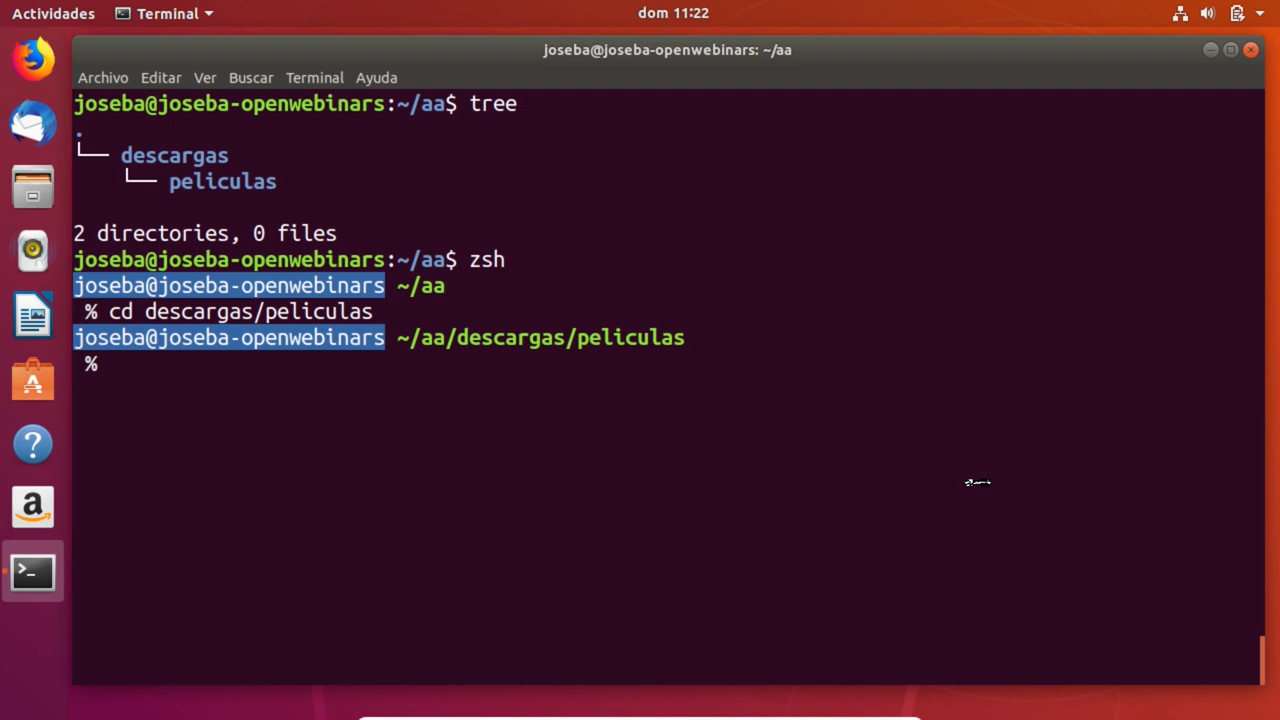 Actividades Terminal dom 11:22
joseba@joseba-openwebinars: ~/aa
Archivo Editar Ver Buscar Terminal Ayuda
joseba@joseba-openwebinars:~/aa$ tree
.
└── descargas
    └── peliculas
2 directories, 0 files
joseba@joseba-openwebinars:~/aa$ zsh
joseba@joseba-openwebinars ~/aa
% cd descargas/peliculas
joseba@joseba-openwebinars ~/aa/descargas/peliculas
%